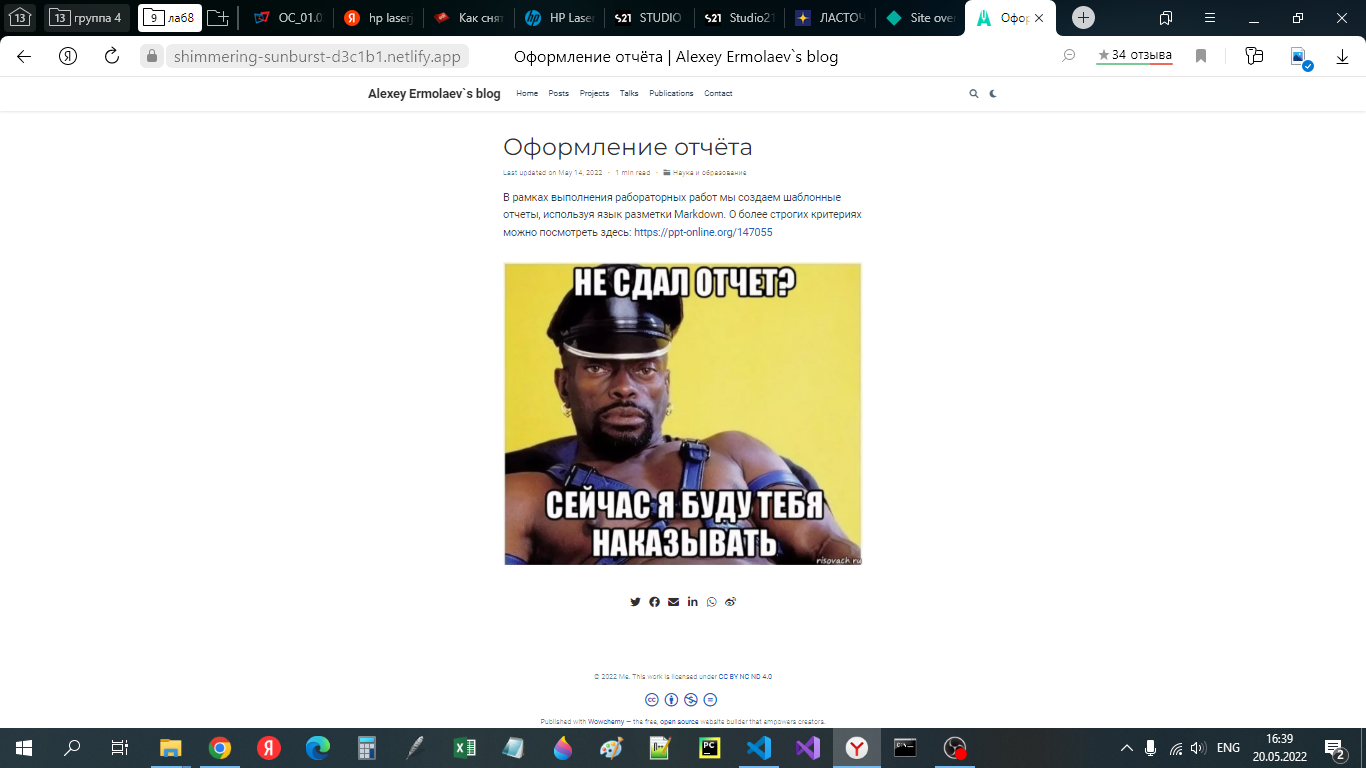 13
13 группа 4
9 лаб8
ОС_01.0
hp laserj
Как сня
HP Laser
S21 STUDIO
S21 Studio21
ЛАСТОЧ
Site over
Офор
shimmering-sunburst-d3c1b1.netlify.app
Оформление отчёта | Alexey Ermolaev`s blog
★34 отзыва
Alexey Ermolaev`s blog
Home
Posts
Projects
Talks
Publications
Contact
Оформление отчёта
Last updated on May 14, 2022 · 1 min read · Наука и образование
В рамках выполнения рабораторных работ мы создаем шаблонные
отчеты, используя язык разметки Markdown. О более строгих критериях
можно посмотреть здесь: https://ppt-online.org/147055
НЕ СДАЛ ОТЧЕТ?
СЕЙЧАС Я БУДУ ТЕБЯ
НАКАЗЫВАТЬ
risovach.ru
© 2022 Me. This work is licensed under CC BY NC ND 4.0
Published with Wowchemy — the free, open source website builder that empowers creators.
ENG
16:39
20.05.2022
2